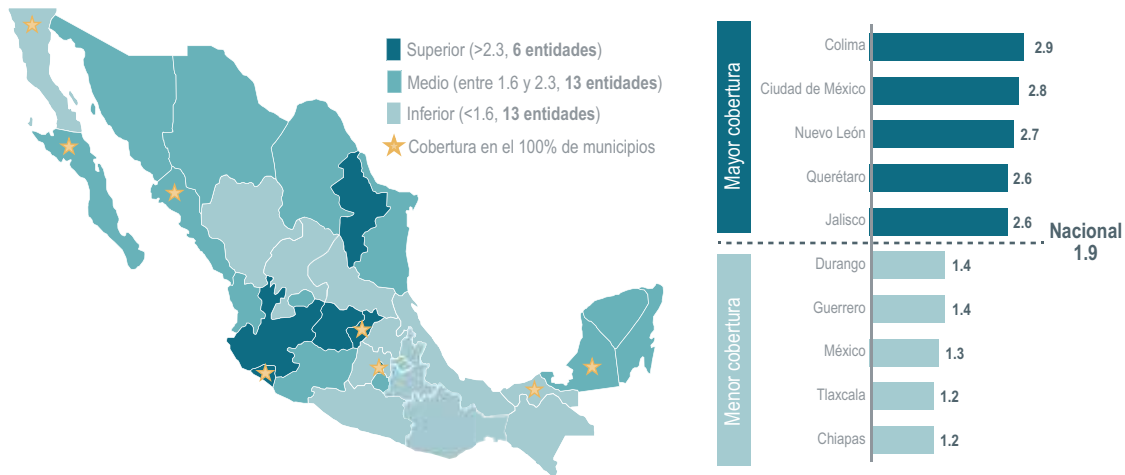 Superior (>2.3, 6 entidades)
Medio (entre 1.6 y 2.3, 13 entidades)
Inferior (<1.6, 13 entidades)
Cobertura en el 100% de municipios
Mayor cobertura
Colima 2.9
Ciudad de México 2.8
Nuevo León 2.7
Querétaro 2.6
Jalisco 2.6
Nacional
1.9
Menor cobertura
Durango 1.4
Guerrero 1.4
México 1.3
Tlaxcala 1.2
Chiapas 1.2